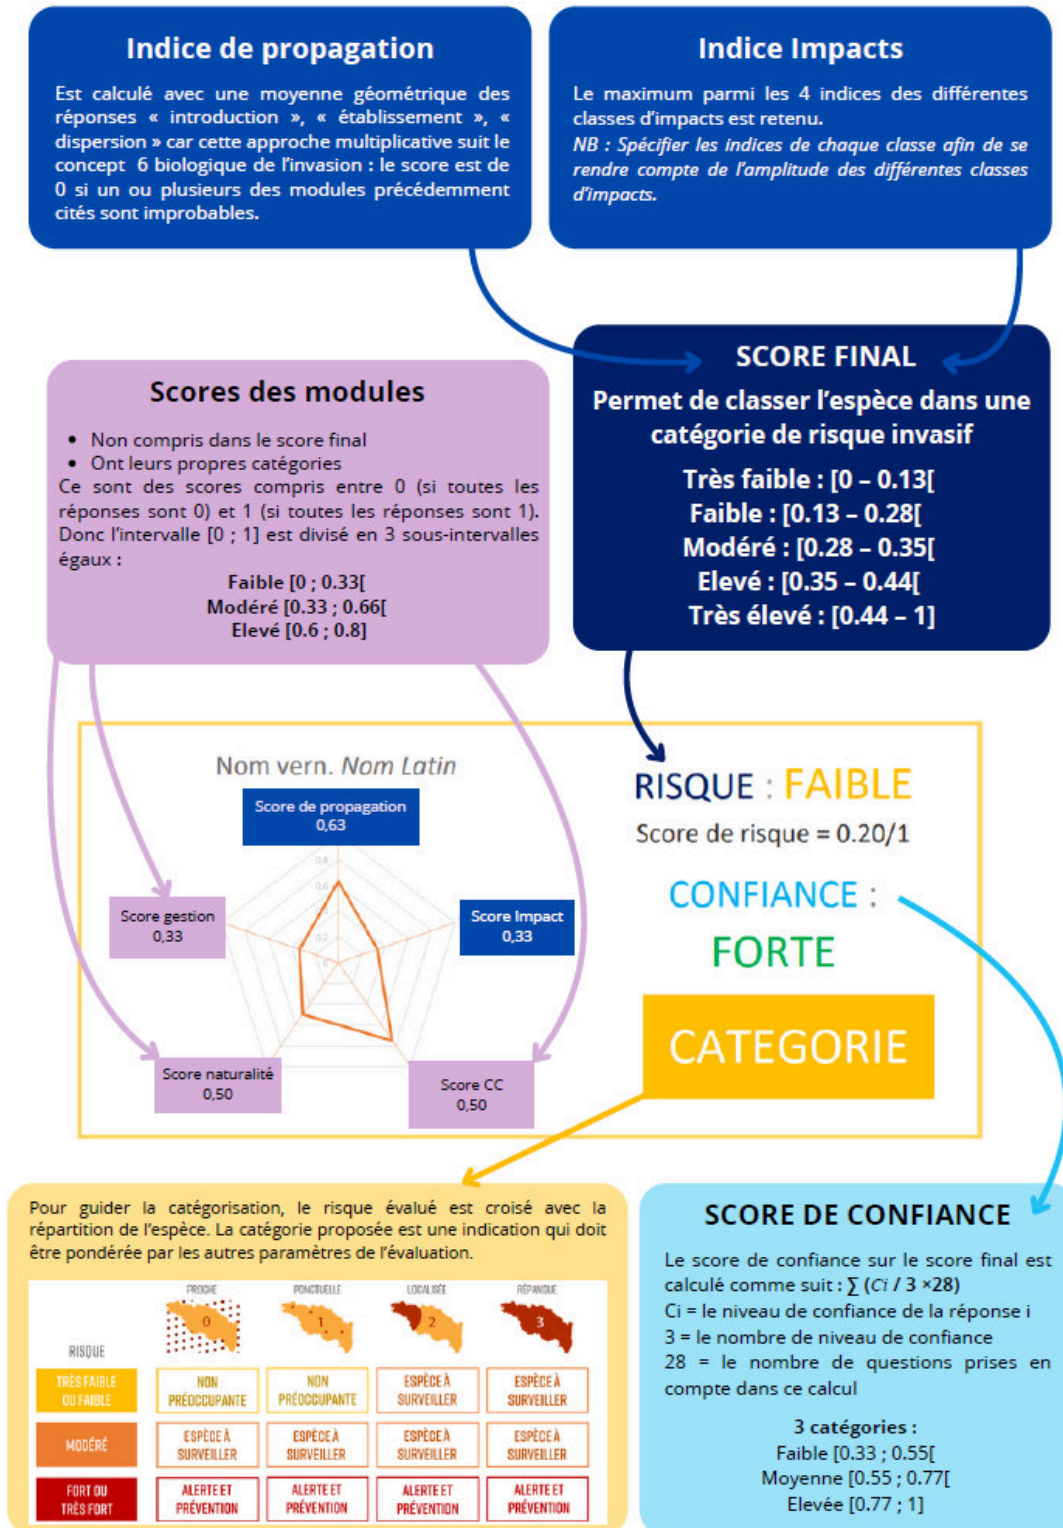 Indice de propagation
Est calculé avec une moyenne géométrique des
réponses « introduction », « établissement », «
dispersion » car cette approche multiplicative suit le
concept 6 biologique de l'invasion : le score est de
0 si un ou plusieurs des modules précédemment
cités sont improbables.
Indice Impacts
Le maximum parmi les 4 indices des différentes
classes d'impacts est retenu.
NB : Spécifier les indices de chaque classe afin de se
rendre compte de l'amplitude des différentes classes
d'impacts.
SCORE FINAL
Permet de classer l'espèce dans une
catégorie de risque invasif
Très faible : [0 – 0.13[
Faible : [0.13 – 0.28[
Modéré : [0.28 – 0.35[
Elevé : [0.35 – 0.44[
Très élevé : [0.44 – 1]
Scores des modules
• Non compris dans le score final
• Ont leurs propres catégories
Ce sont des scores compris entre 0 (si toutes les
réponses sont 0) et 1 (si toutes les réponses sont 1).
Donc l'intervalle [0 ; 1] est divisé en 3 sous-intervalles
égaux :
Faible [0 ; 0.33[
Modéré [0.33 ; 0.66[
Elevé [0.6 ; 0.8]
Nom vern. Nom Latin
Score de propagation
0,63
0.8
0.6
0.2
0
Score gestion
0,33
Score Impact
0,33
Score naturalité
0,50
Score CC
0,50
RISQUE : FAIBLE
Score de risque = 0.20/1
CONFIANCE :
FORTE
CATEGORIE
Pour guider la catégorisation, le risque évalué est croisé avec la
répartition de l'espèce. La catégorie proposée est une indication qui doit
être pondérée par les autres paramètres de l'évaluation.
PROCHE PONCTUELLE LOCALISÉE RÉPANDUE
0 1 2 3
RISQUE
TRÈS FAIBLE
OU FAIBLE
NON
PRÉOCCUPANTE
NON
PRÉOCCUPANTE
ESPÈCE À
SURVEILLER
ESPÈCE À
SURVEILLER
MODÉRÉ
ESPÈCE À
SURVEILLER
ESPÈCE À
SURVEILLER
ESPÈCE À
SURVEILLER
ESPÈCE À
SURVEILLER
FORT OU
TRÈS FORT
ALERTE ET
PRÉVENTION
ALERTE ET
PRÉVENTION
ALERTE ET
PRÉVENTION
ALERTE ET
PRÉVENTION
SCORE DE CONFIANCE
Le score de confiance sur le score final est
calculé comme suit : ∑ (Ci / 3 ×28)
Ci = le niveau de confiance de la réponse i
3 = le nombre de niveau de confiance
28 = le nombre de questions prises en
compte dans ce calcul
3 catégories :
Faible [0.33 ; 0.55[
Moyenne [0.55 ; 0.77[
Elevée [0.77 ; 1]